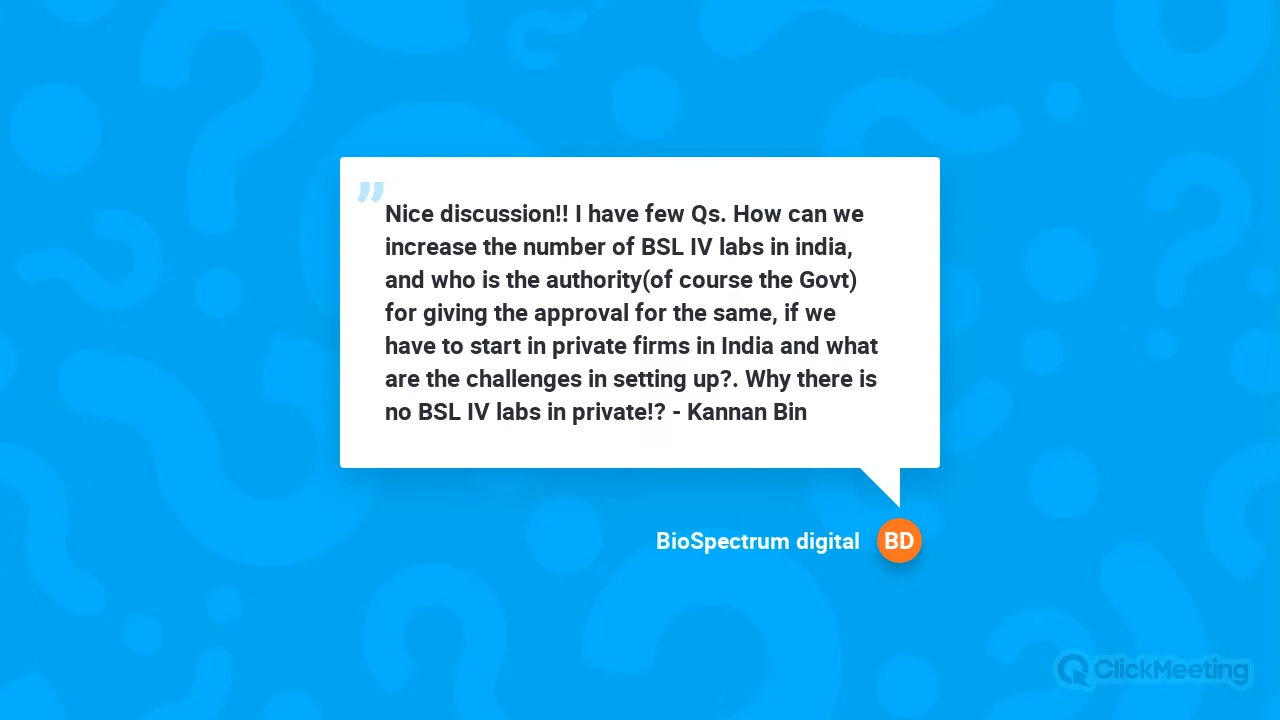 Nice discussion!! I have few Qs. How can we
increase the number of BSL IV labs in india,
and who is the authority(of course the Govt)
for giving the approval for the same, if we
have to start in private firms in India and what
are the challenges in setting up?. Why there is
no BSL IV labs in private!? - Kannan Bin
BioSpectrum digital BD
ClickMeeting